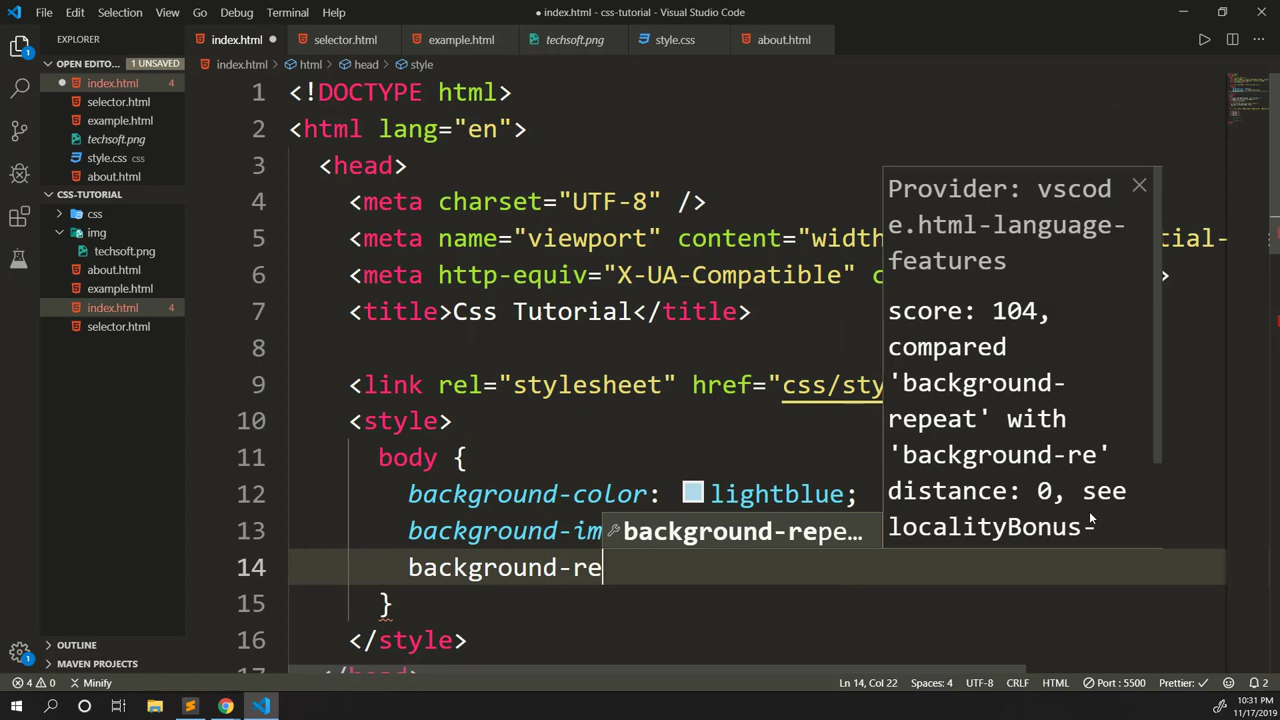 File Edit Selection View Go Debug Terminal Help
● index.html - css-tutorial - Visual Studio Code
EXPLORER
index.html
selector.html
example.html
techsoft.png
style.css
about.html
OPEN EDITO... 1 UNSAVED
index.html 4
selector.html
example.html
techsoft.png
style.css css
about.html
CSS-TUTORIAL
css
img
techsoft.png
about.html
example.html
index.html 4
selector.html
OUTLINE
MAVEN PROJECTS
index.html > html > head > style
1 <!DOCTYPE html>
2 <html lang="en">
3 <head>
4 <meta charset="UTF-8" />
5 <meta name="viewport" content="width tial-
6 <meta http-equiv="X-UA-Compatible" c >
7 <title>Css Tutorial</title>
8
9 <link rel="stylesheet" href="css/sty
10 <style>
11 body {
12 background-color: lightblue;
13 background-im
14 background-re
15 }
16 </style>
17
background-repe...
Provider: vscod
e.html-language-
features
score: 104,
compared
'background-
repeat' with
'background-re'
distance: 0, see
localityBonus-
4 0 Minify
Ln 14, Col 22 Spaces: 4 UTF-8 CRLF HTML Port : 5500 Prettier: ✓ 2
10:31 PM
11/17/2019